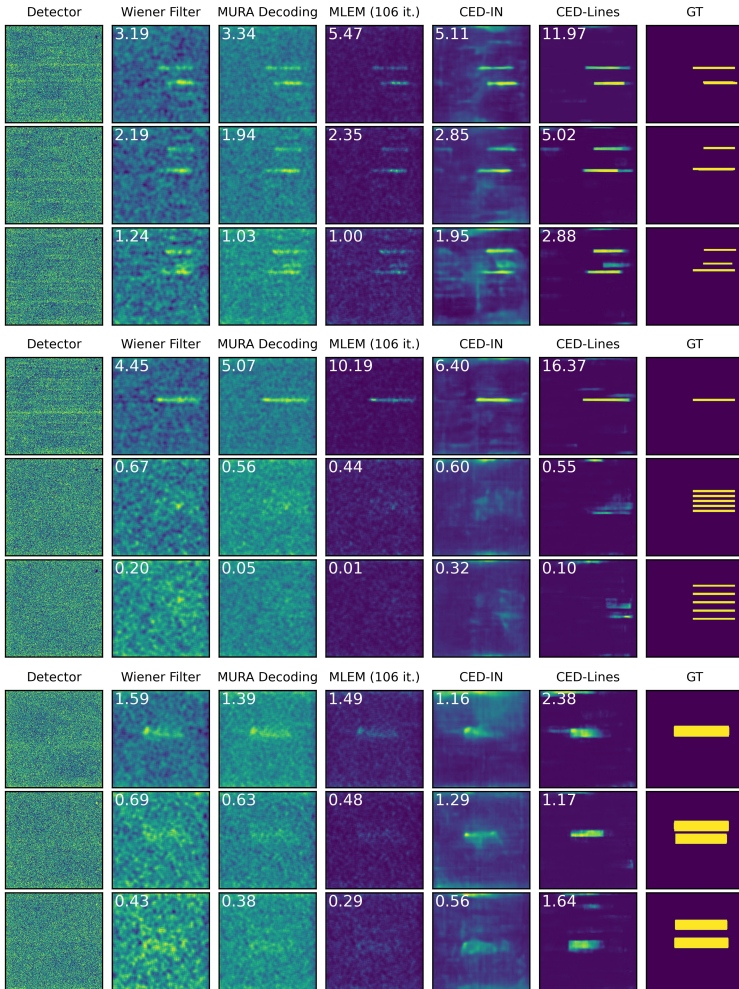 Detector Wiener Filter MURA Decoding MLEM (106 it.) CED-IN CED-Lines GT
3.19 3.34 5.47 5.11 11.97
2.19 1.94 2.35 2.85 5.02
1.24 1.03 1.00 1.95 2.88
Detector Wiener Filter MURA Decoding MLEM (106 it.) CED-IN CED-Lines GT
4.45 5.07 10.19 6.40 16.37
0.67 0.56 0.44 0.60 0.55
0.20 0.05 0.01 0.32 0.10
Detector Wiener Filter MURA Decoding MLEM (106 it.) CED-IN CED-Lines GT
1.59 1.39 1.49 1.16 2.38
0.69 0.63 0.48 1.29 1.17
0.43 0.38 0.29 0.56 1.64